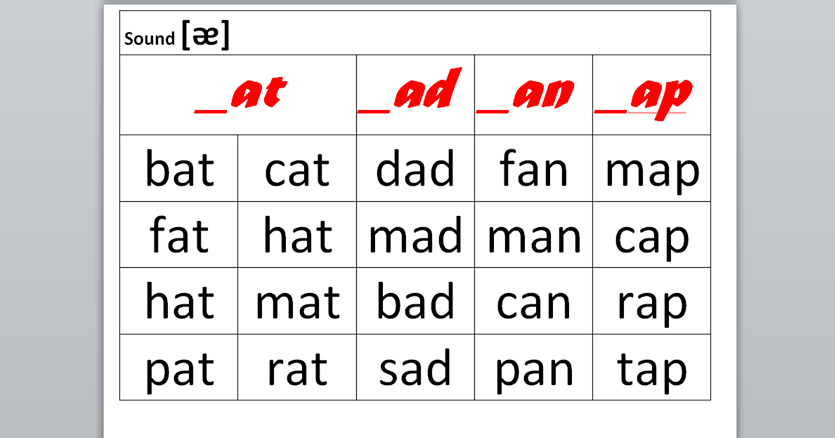 Sound [æ]
_at _ad _an _ap
bat cat dad fan map
fat hat mad man cap
hat mat bad can rap
pat rat sad pan tap